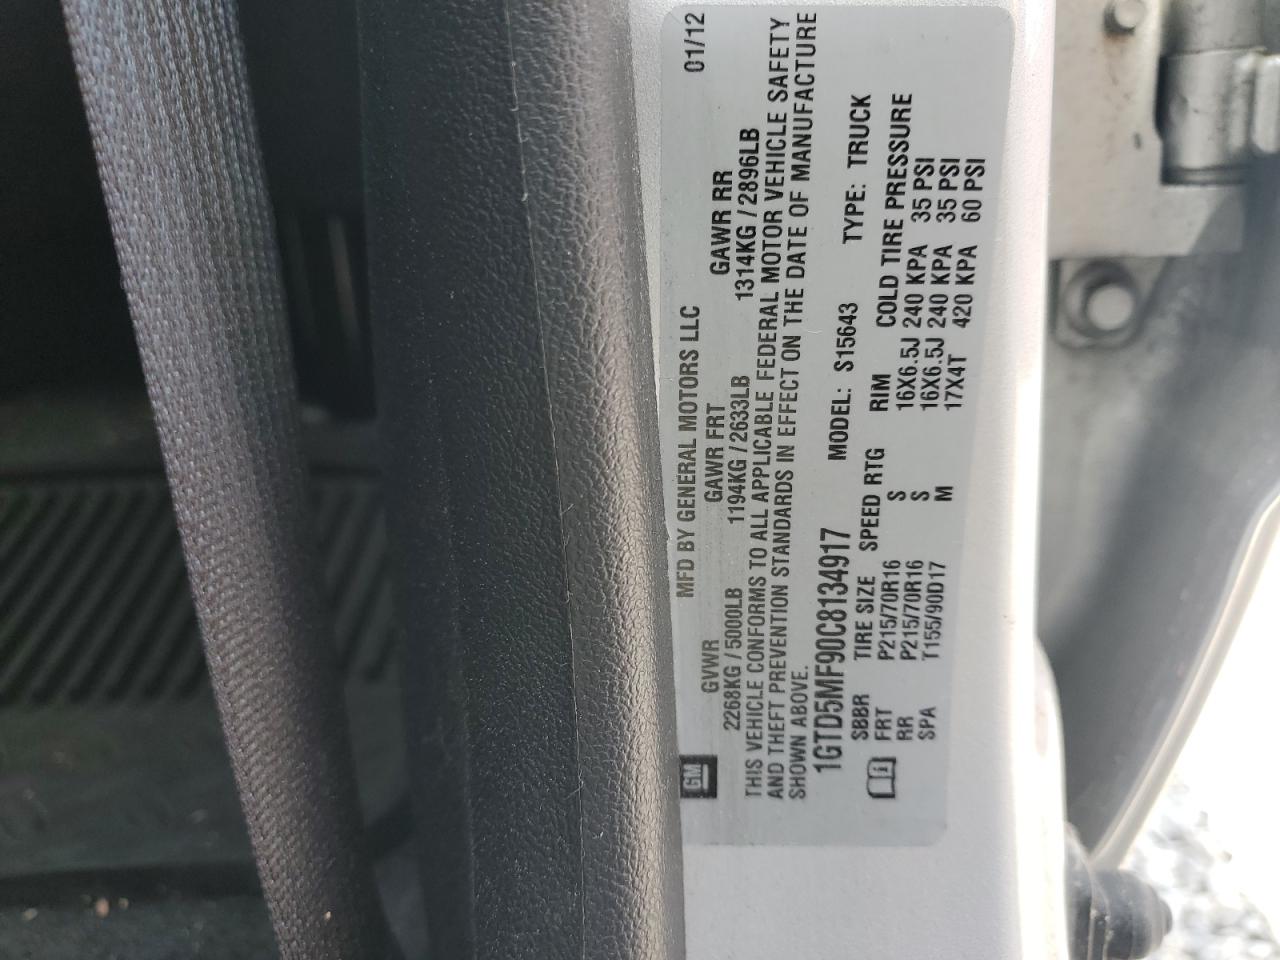 GM
MFD BY GENERAL MOTORS LLC 01/12
GVWR GAWR FRT GAWR RR
2268KG / 5000LB 1194KG / 2633LB 1314KG / 2896LB
THIS VEHICLE CONFORMS TO ALL APPLICABLE FEDERAL MOTOR VEHICLE SAFETY
AND THEFT PREVENTION STANDARDS IN EFFECT ON THE DATE OF MANUFACTURE
SHOWN ABOVE.
1GTD5MF90C8134917 MODEL: S15643 TYPE: TRUCK
SBBR TIRE SIZE SPEED RTG RIM COLD TIRE PRESSURE
FRT P215/70R16 S 16X6.5J 240 KPA 35 PSI
RR P215/70R16 S 16X6.5J 240 KPA 35 PSI
SPA T155/90D17 M 17X4T 420 KPA 60 PSI